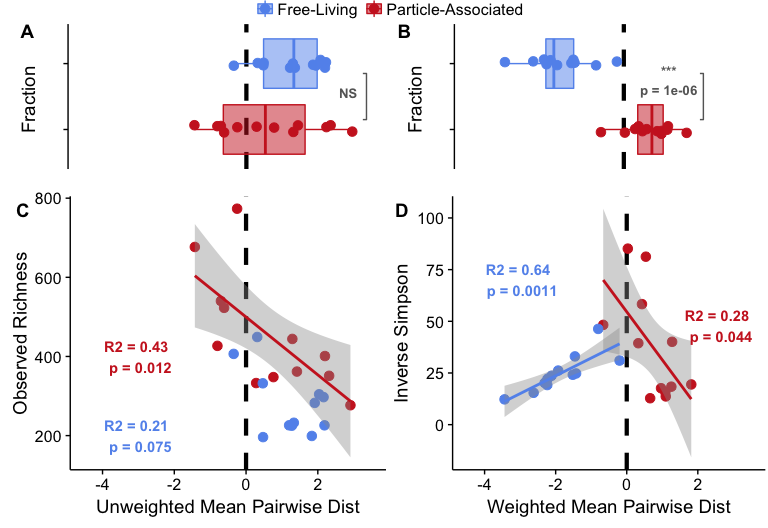 Free-Living Particle-Associated
A
B
Fraction
NS
Fraction
***
p = 1e-06
C
Observed Richness
800
600
400
200
R2 = 0.43
p = 0.012
R2 = 0.21
p = 0.075
-4 -2 0 2
Unweighted Mean Pairwise Dist
D
Inverse Simpson
100
75
50
25
0
R2 = 0.64
p = 0.0011
R2 = 0.28
p = 0.044
-4 -2 0 2
Weighted Mean Pairwise Dist